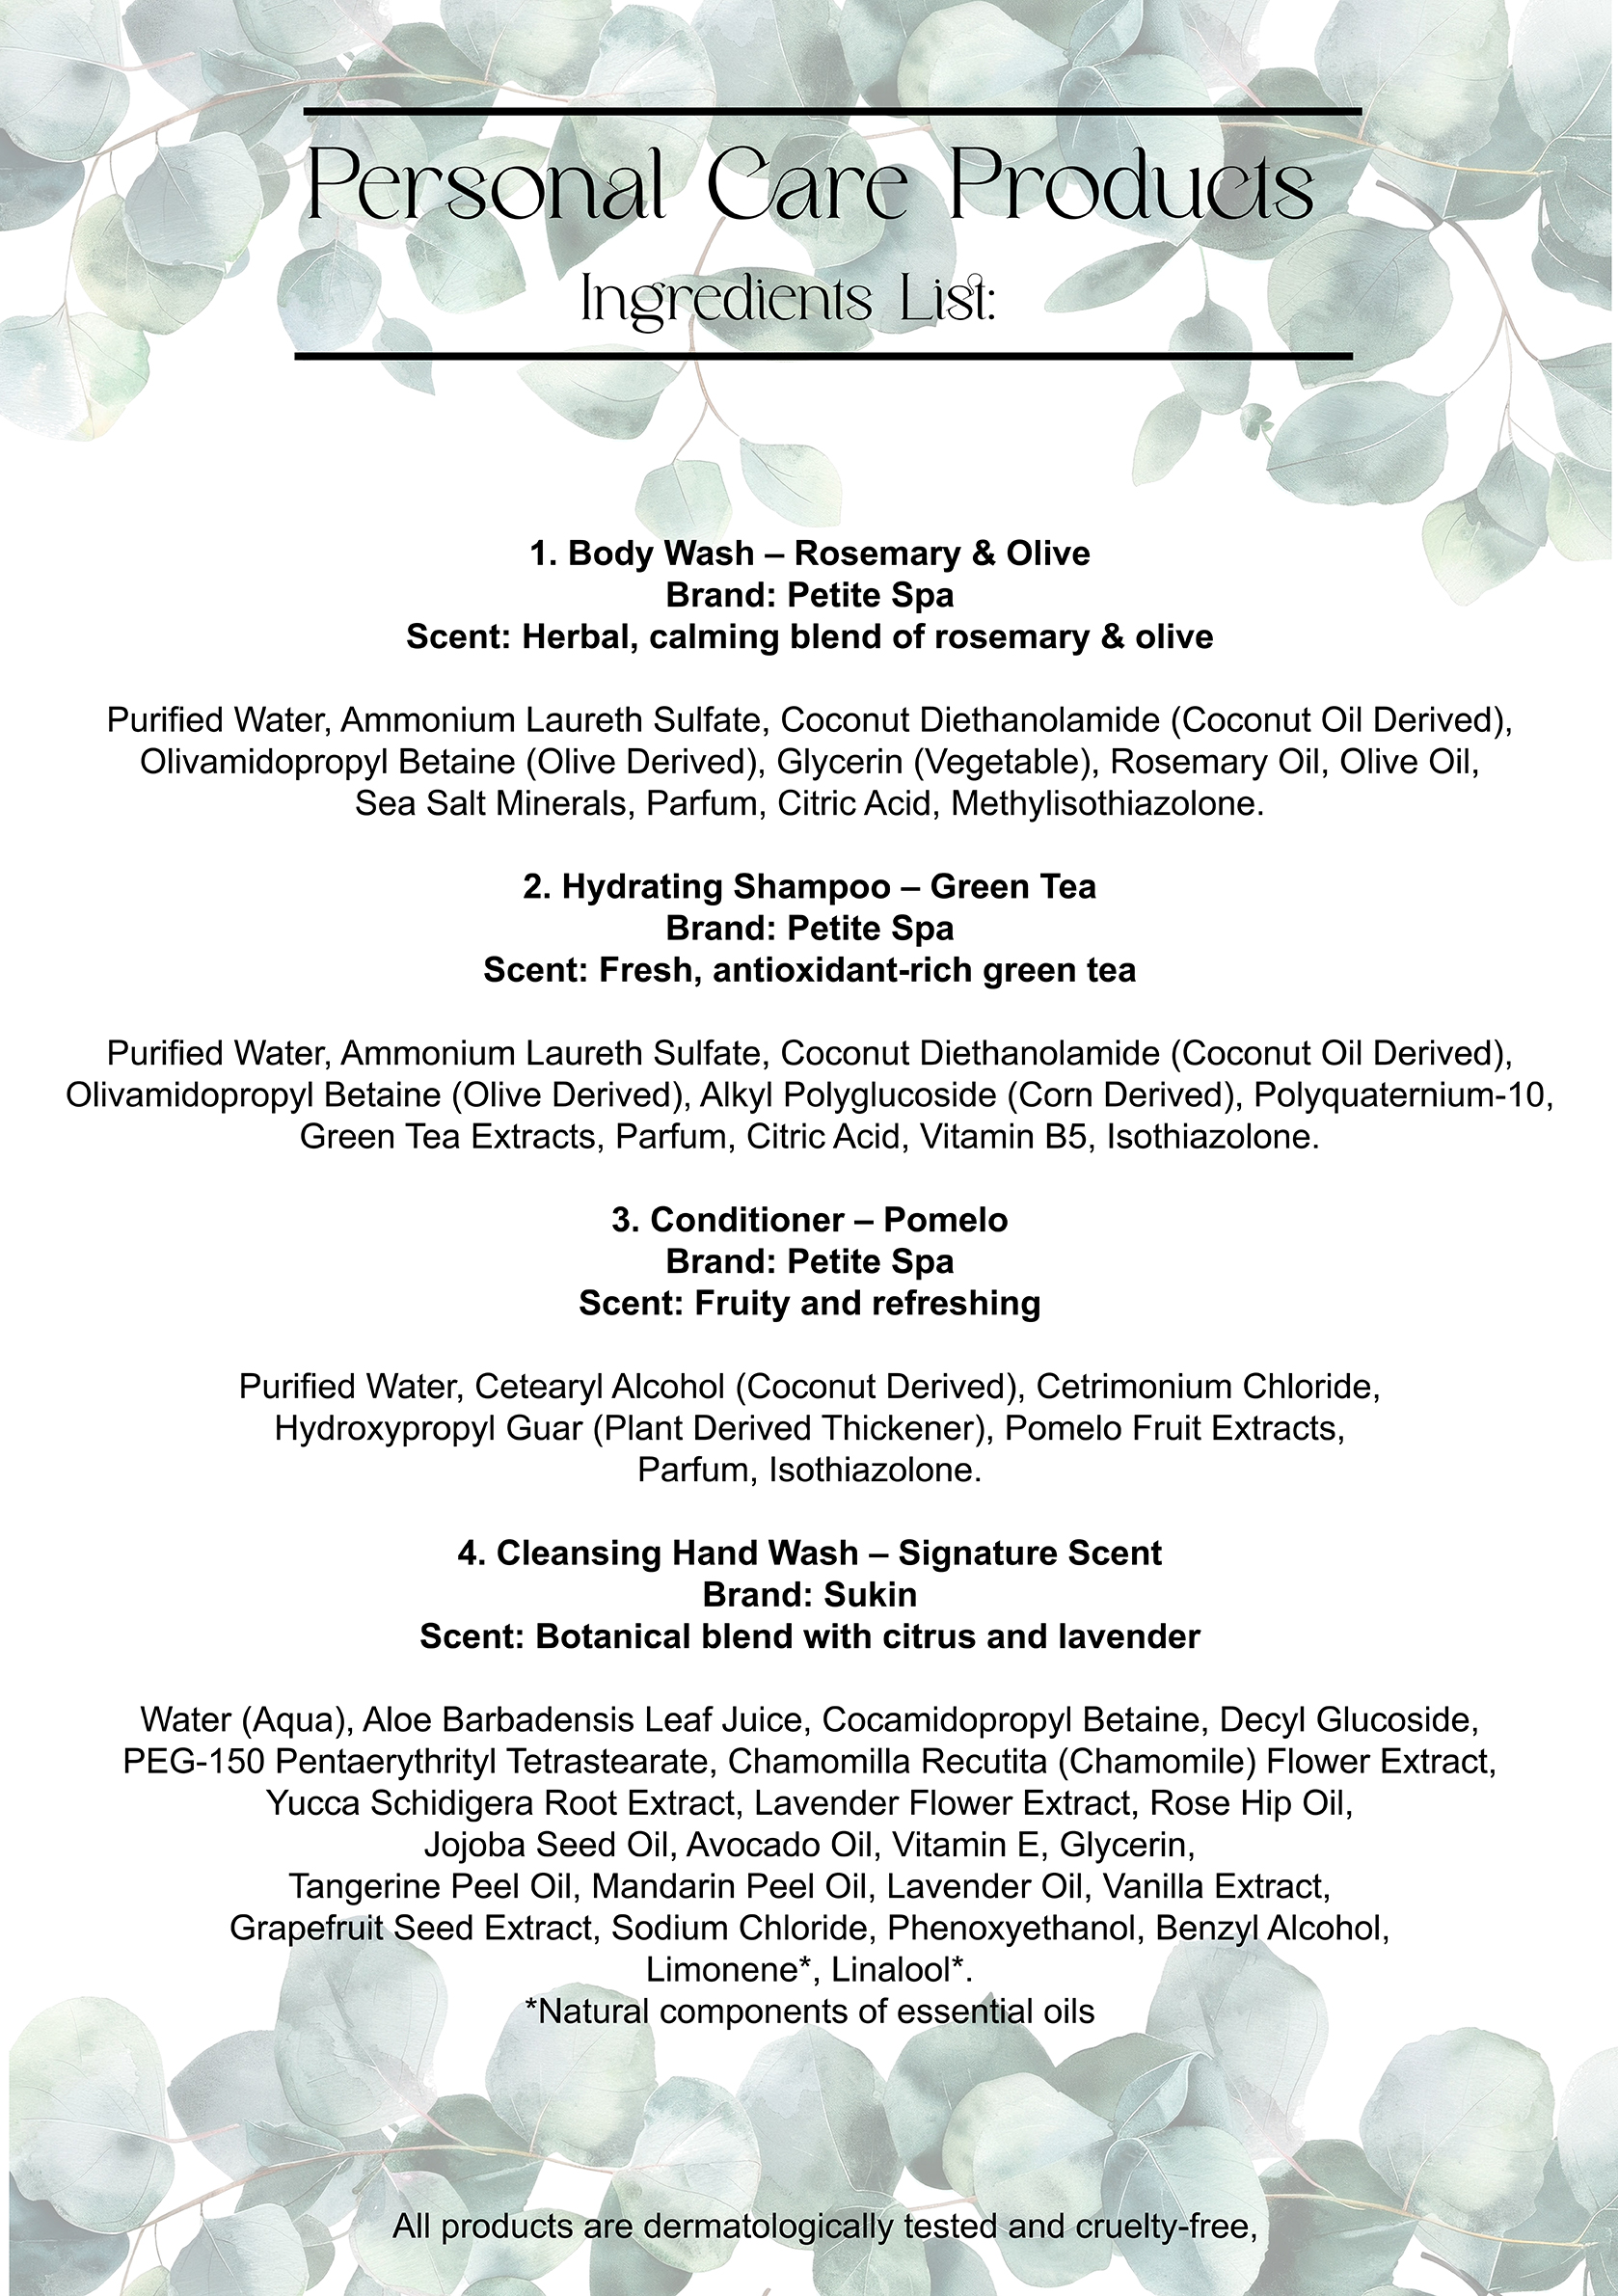 Personal Care Products
Ingredients List:
1. Body Wash – Rosemary & Olive
Brand: Petite Spa
Scent: Herbal, calming blend of rosemary & olive
Purified Water, Ammonium Laureth Sulfate, Coconut Diethanolamide (Coconut Oil Derived),
Olivamidopropyl Betaine (Olive Derived), Glycerin (Vegetable), Rosemary Oil, Olive Oil,
Sea Salt Minerals, Parfum, Citric Acid, Methylisothiazolone.
2. Hydrating Shampoo – Green Tea
Brand: Petite Spa
Scent: Fresh, antioxidant-rich green tea
Purified Water, Ammonium Laureth Sulfate, Coconut Diethanolamide (Coconut Oil Derived),
Olivamidopropyl Betaine (Olive Derived), Alkyl Polyglucoside (Corn Derived), Polyquaternium-10,
Green Tea Extracts, Parfum, Citric Acid, Vitamin B5, Isothiazolone.
3. Conditioner – Pomelo
Brand: Petite Spa
Scent: Fruity and refreshing
Purified Water, Cetearyl Alcohol (Coconut Derived), Cetrimonium Chloride,
Hydroxypropyl Guar (Plant Derived Thickener), Pomelo Fruit Extracts,
Parfum, Isothiazolone.
4. Cleansing Hand Wash – Signature Scent
Brand: Sukin
Scent: Botanical blend with citrus and lavender
Water (Aqua), Aloe Barbadensis Leaf Juice, Cocamidopropyl Betaine, Decyl Glucoside,
PEG-150 Pentaerythrityl Tetrastearate, Chamomilla Recutita (Chamomile) Flower Extract,
Yucca Schidigera Root Extract, Lavender Flower Extract, Rose Hip Oil,
Jojoba Seed Oil, Avocado Oil, Vitamin E, Glycerin,
Tangerine Peel Oil, Mandarin Peel Oil, Lavender Oil, Vanilla Extract,
Grapefruit Seed Extract, Sodium Chloride, Phenoxyethanol, Benzyl Alcohol,
Limonene*, Linalool*.
*Natural components of essential oils
All products are dermatologically tested and cruelty-free,